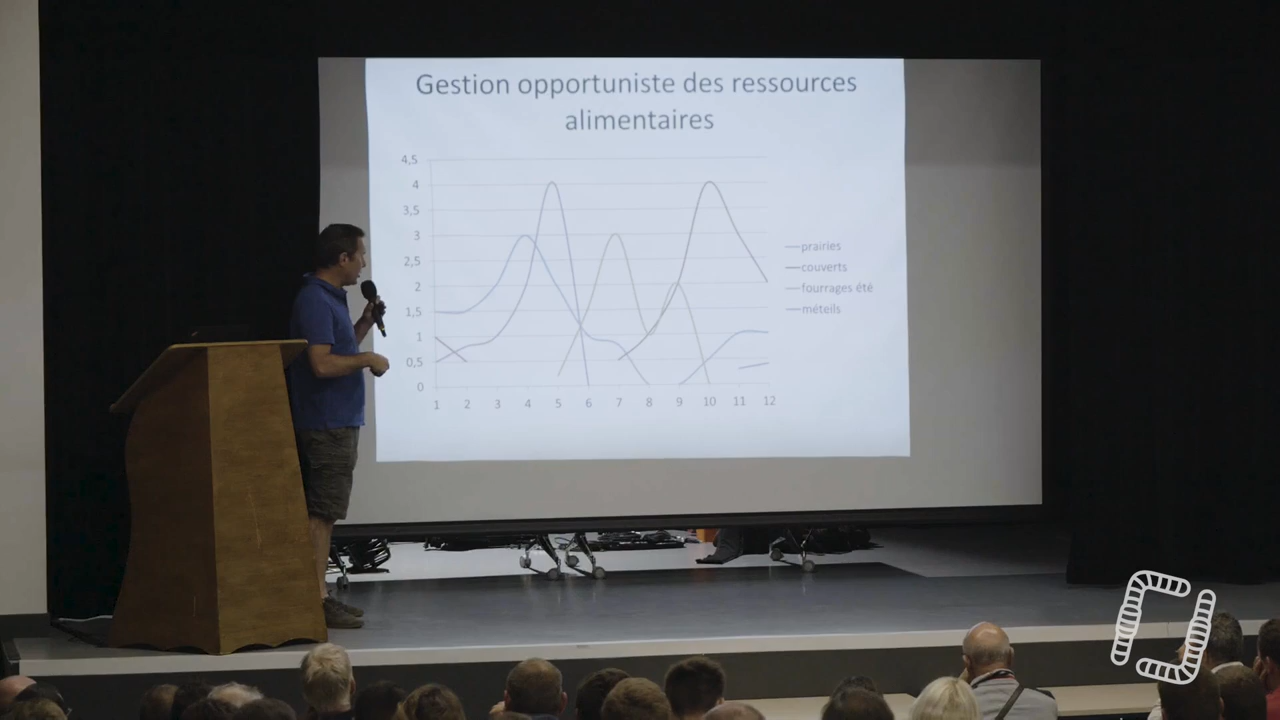 Gestion opportuniste des ressources
alimentaires
4,5
4
3,5
3
2,5
2
1,5
1
0,5
0
1 2 3 4 5 6 7 8 9 10 11 12
prairies
couverts
fourrages été
méteils